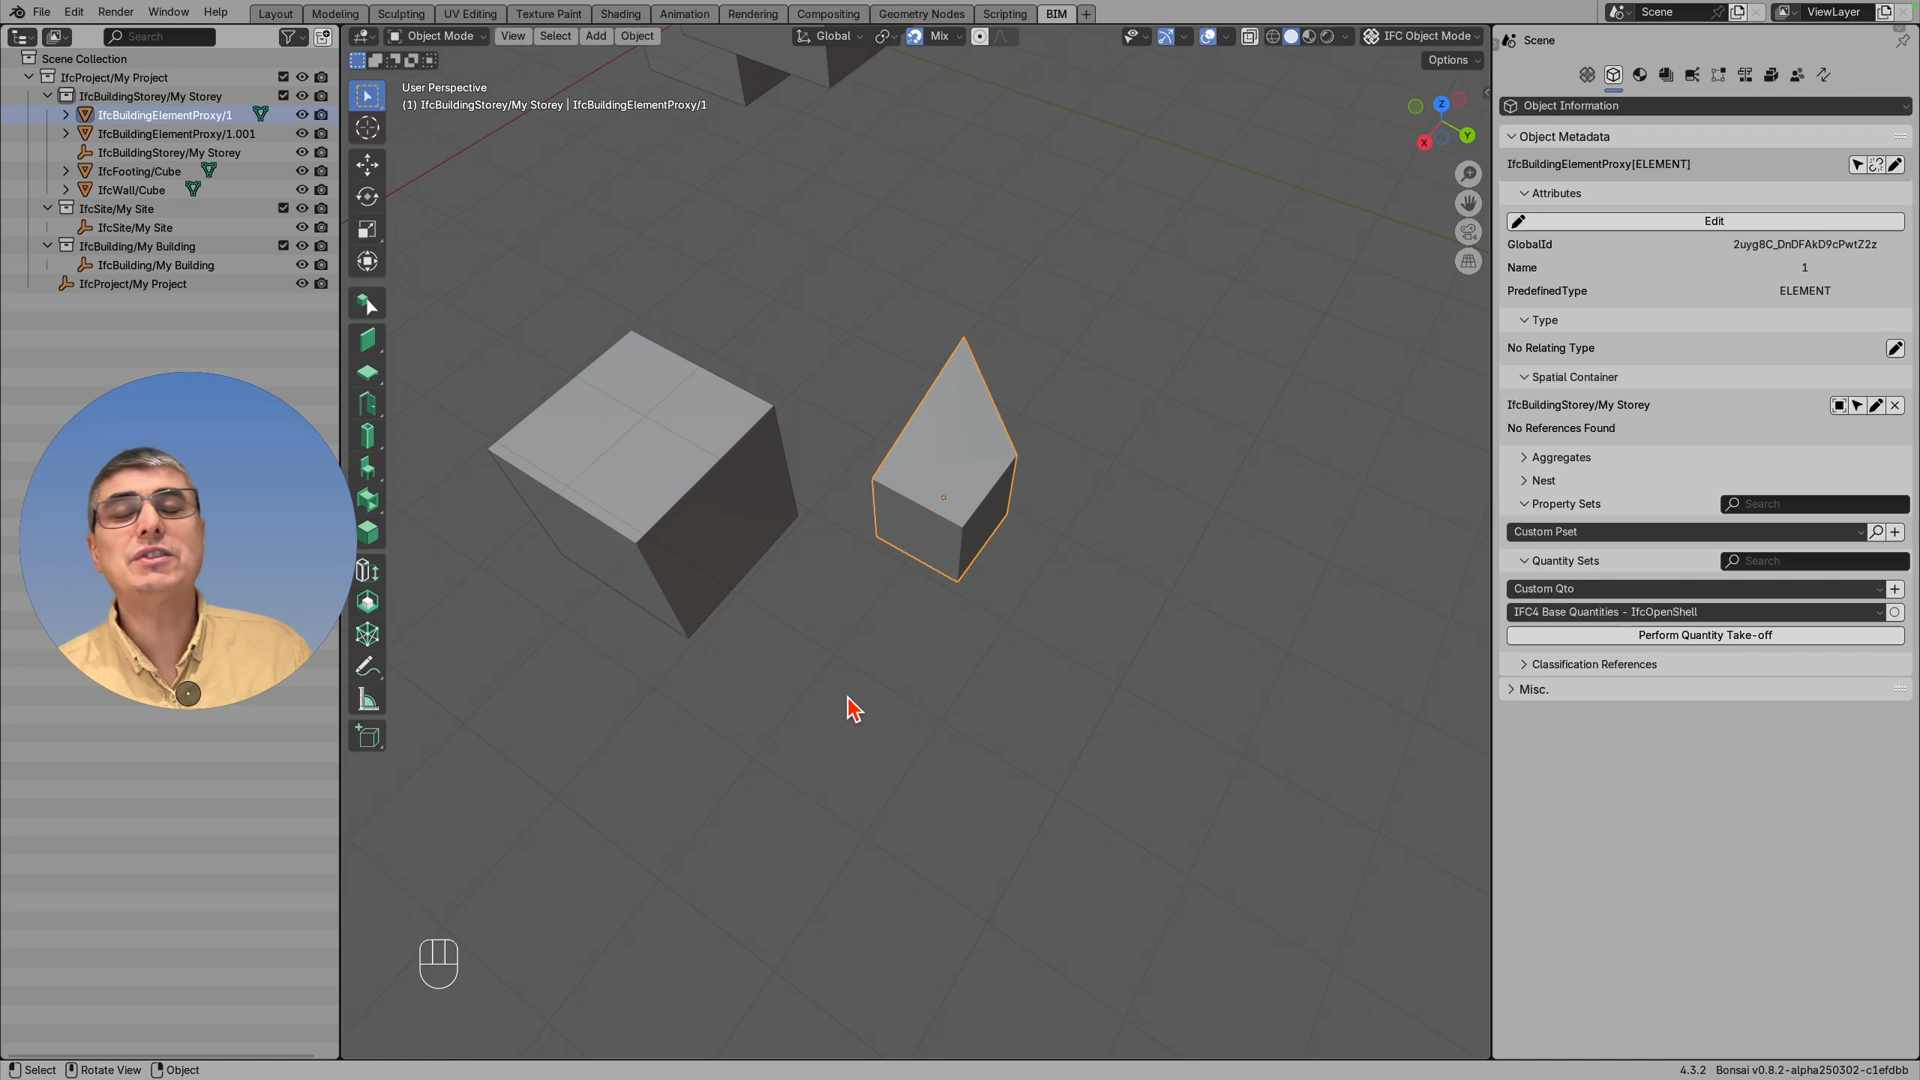 File Edit Render Window Help Layout Modeling Sculpting UV Editing Texture Paint Shading Animation Rendering Compositing Geometry Nodes Scripting BIM + Scene ViewLayer
Search
Object Mode View Select Add Object Global Mix IFC Object Mode
Options
Scene Collection
IfcProject/My Project
IfcBuildingStorey/My Storey
IfcBuildingElementProxy/1
IfcBuildingElementProxy/1.001
IfcBuildingStorey/My Storey
IfcFooting/Cube
IfcWall/Cube
IfcSite/My Site
IfcSite/My Site
IfcBuilding/My Building
IfcBuilding/My Building
IfcProject/My Project
User Perspective
(1) IfcBuildingStorey/My Storey | IfcBuildingElementProxy/1
Z
Y
X
Scene
Object Information
Object Metadata
IfcBuildingElementProxy[ELEMENT]
Attributes
Edit
GlobalId 2uyg8C_DnDFAkD9cPwtZ2z
Name 1
PredefinedType ELEMENT
Type
No Relating Type
Spatial Container
IfcBuildingStorey/My Storey
No References Found
Aggregates
Nest
Property Sets Search
Custom Pset
Quantity Sets Search
Custom Qto
IFC4 Base Quantities - IfcOpenShell
Perform Quantity Take-off
Classification References
Misc.
Select Rotate View Object 4.3.2 Bonsai v0.8.2-alpha250302-c1efdbb